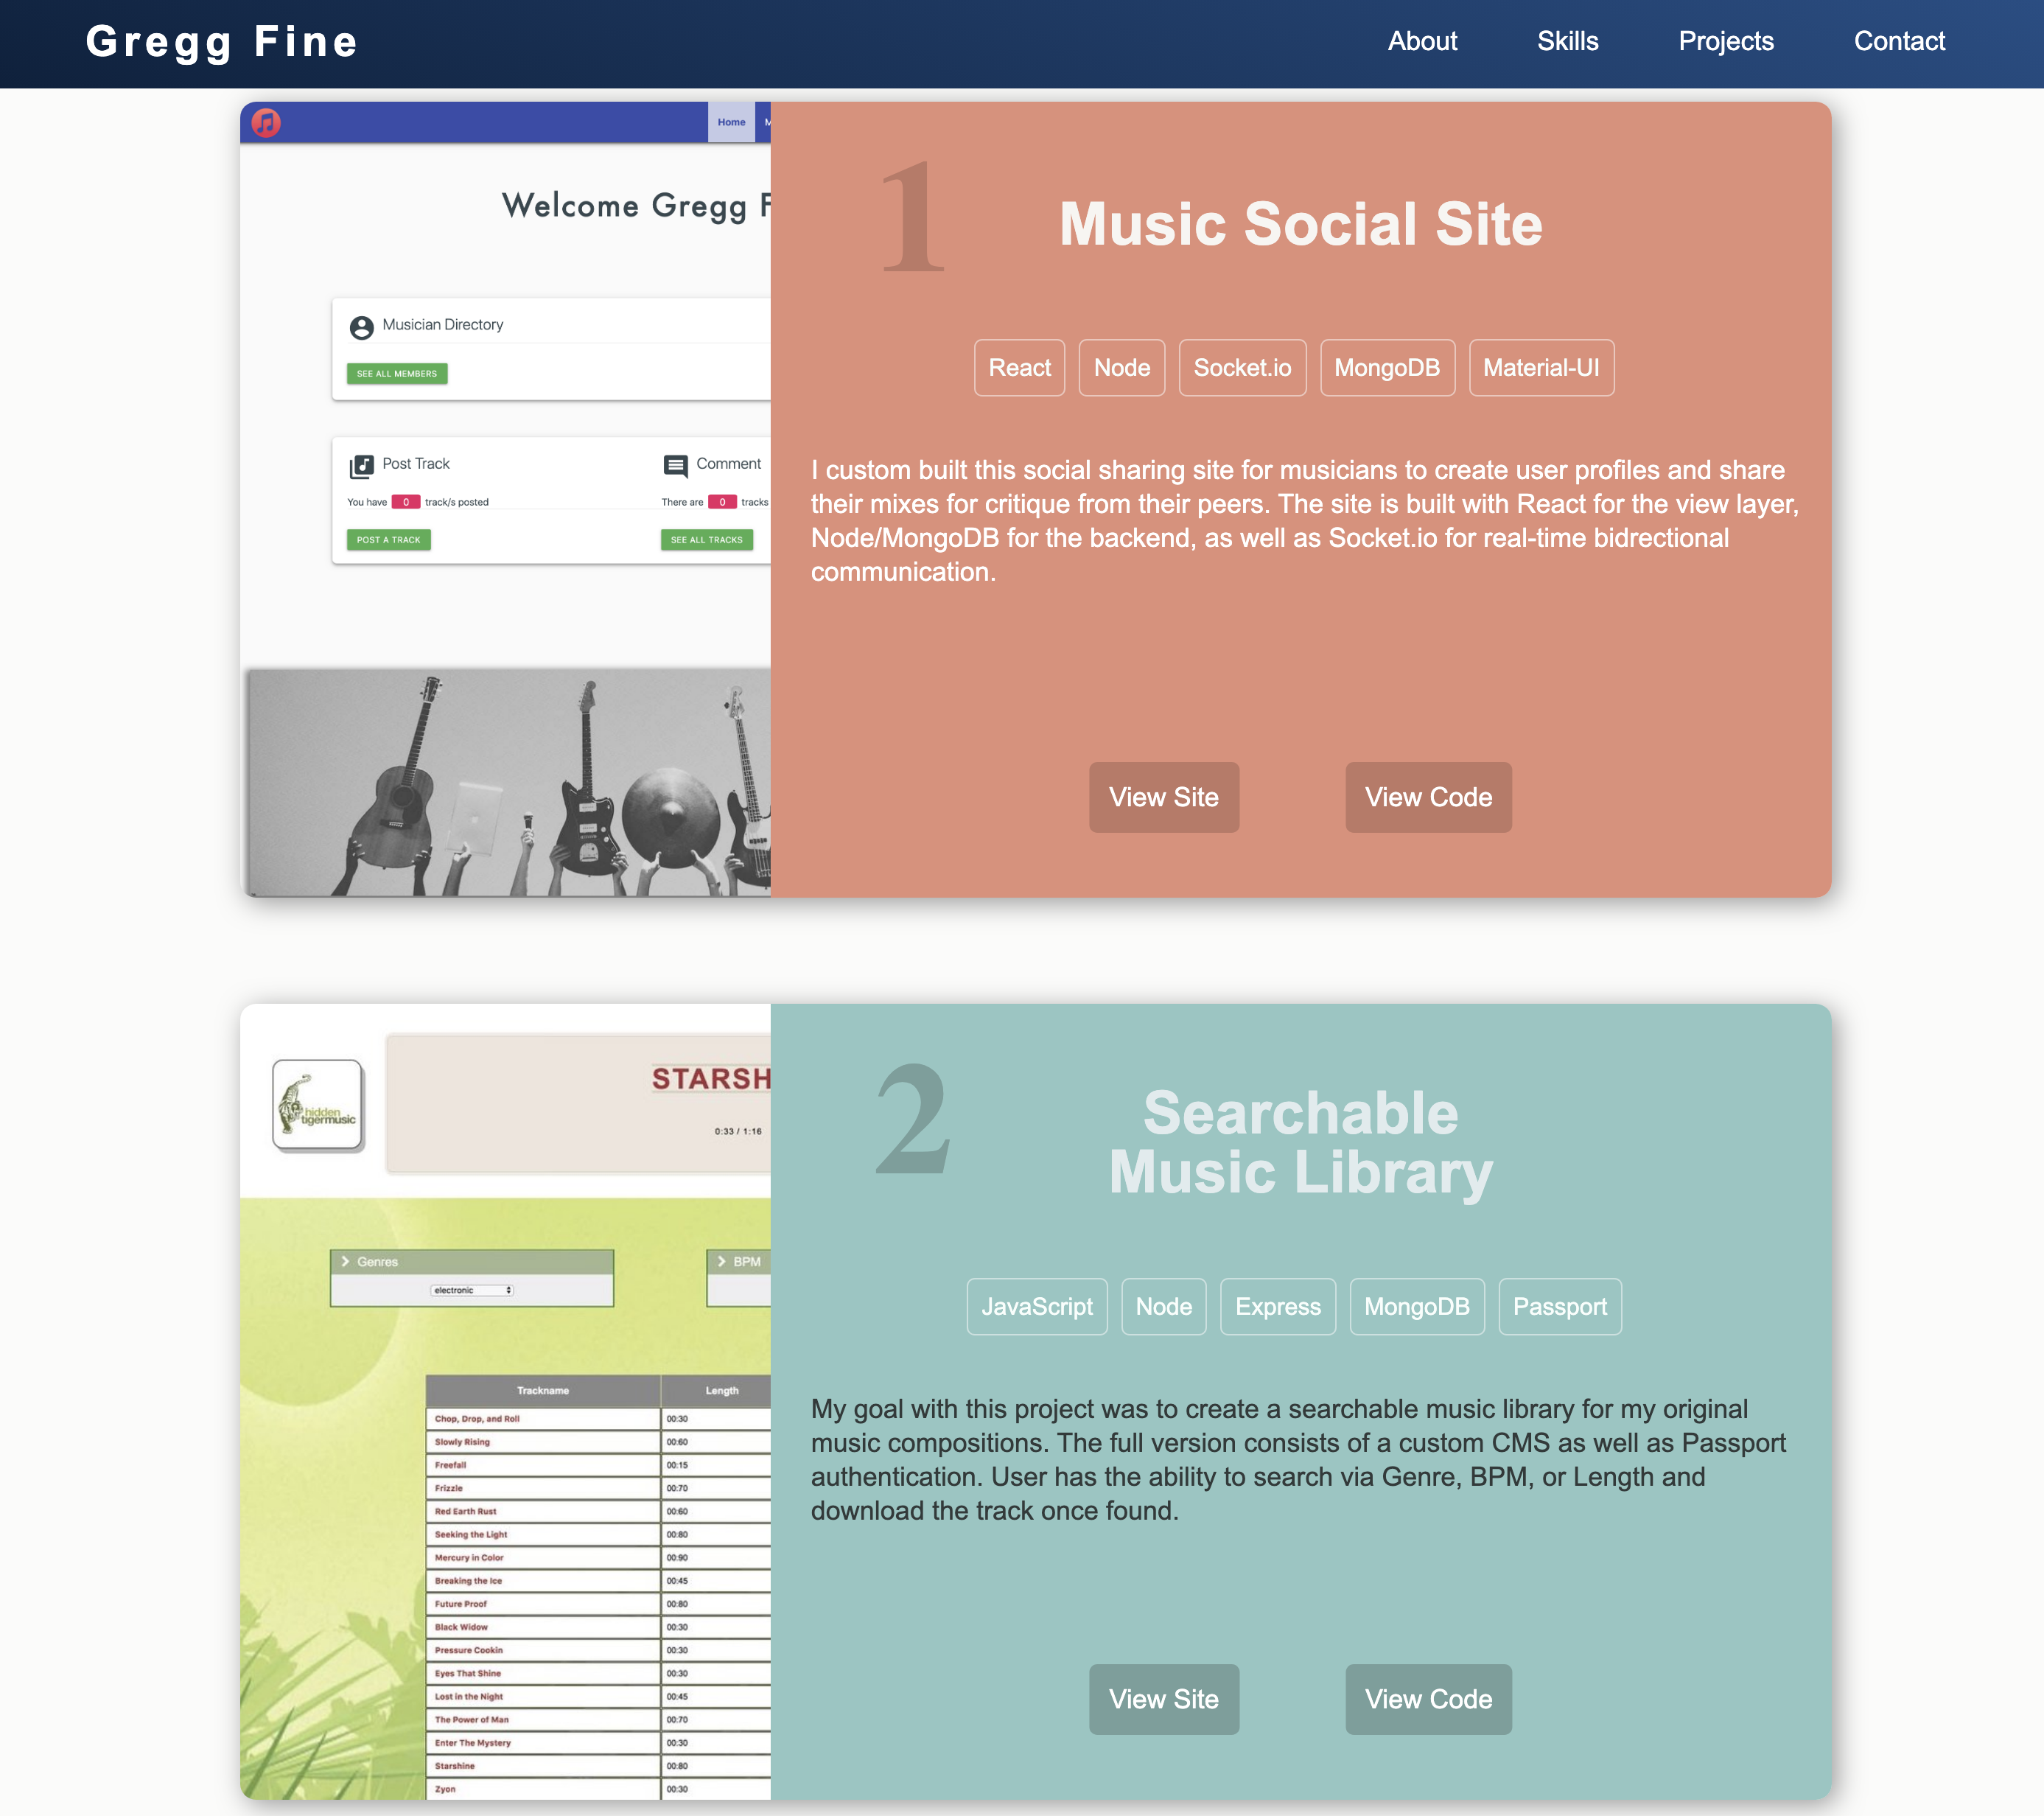 Gregg Fine
About Skills Projects Contact
Home
Welcome Gregg
Musician Directory
SEE ALL MEMBERS
Post Track
Comment
You have 0 track/s posted
There are 0 tracks
POST A TRACK
SEE ALL TRACKS
1
Music Social Site
React Node Socket.io MongoDB Material-UI
I custom built this social sharing site for musicians to create user profiles and share
their mixes for critique from their peers. The site is built with React for the view layer,
Node/MongoDB for the backend, as well as Socket.io for real-time bidrectional
communication.
View Site View Code
hidden
tigermusic
STARSH
0:33 / 1:16
Genres
electronic
BPM
Trackname Length
Chop, Drop, and Roll 00:30
Slowly Rising 00:60
Freefall 00:15
Frizzle 00:70
Red Earth Rust 00:60
Seeking the Light 00:80
Mercury in Color 00:90
Breaking the Ice 00:45
Future Proof 00:80
Black Widow 00:30
Pressure Cookin 00:30
Eyes That Shine 00:30
Lost in the Night 00:45
The Power of Man 00:70
Enter The Mystery 00:30
Starshine 00:80
Zyon 00:30
2
Searchable
Music Library
JavaScript Node Express MongoDB Passport
My goal with this project was to create a searchable music library for my original
music compositions. The full version consists of a custom CMS as well as Passport
authentication. User has the ability to search via Genre, BPM, or Length and
download the track once found.
View Site View Code